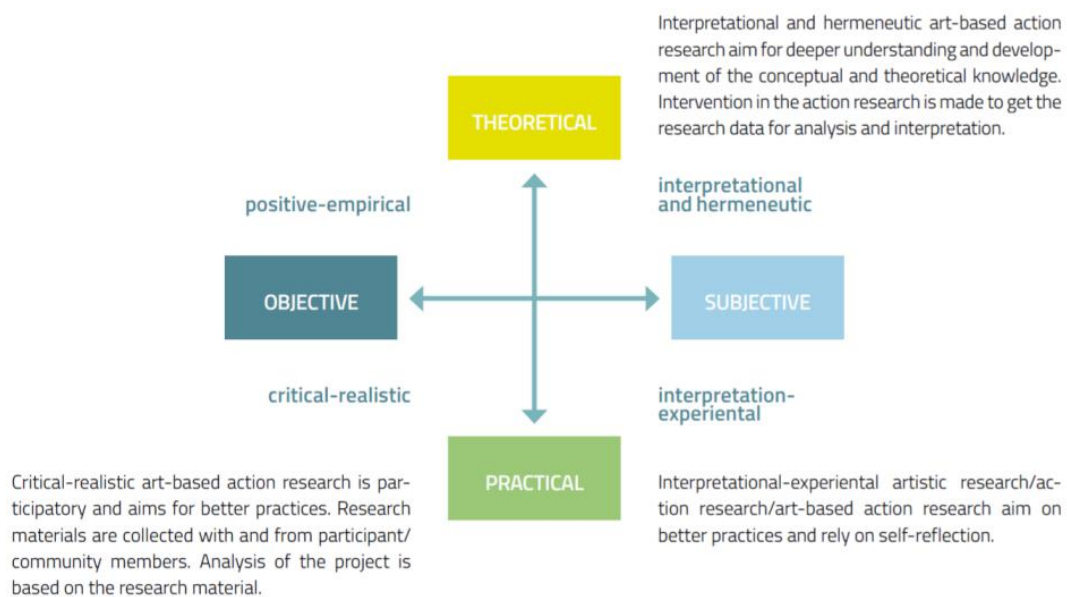 Interpretational and hermeneutic art-based action
research aim for deeper understanding and develop-
ment of the conceptual and theoretical knowledge.
Intervention in the action research is made to get the
research data for analysis and interpretation.
THEORETICAL
positive-empirical
interpretational
and hermeneutic
OBJECTIVE
SUBJECTIVE
critical-realistic
interpretation-
experiential
PRACTICAL
Critical-realistic art-based action research is par-
ticipatory and aims for better practices. Research
materials are collected with and from participant/
community members. Analysis of the project is
based on the research material.
Interpretational-experiential artistic research/ac-
tion research/art-based action research aim on
better practices and rely on self-reflection.